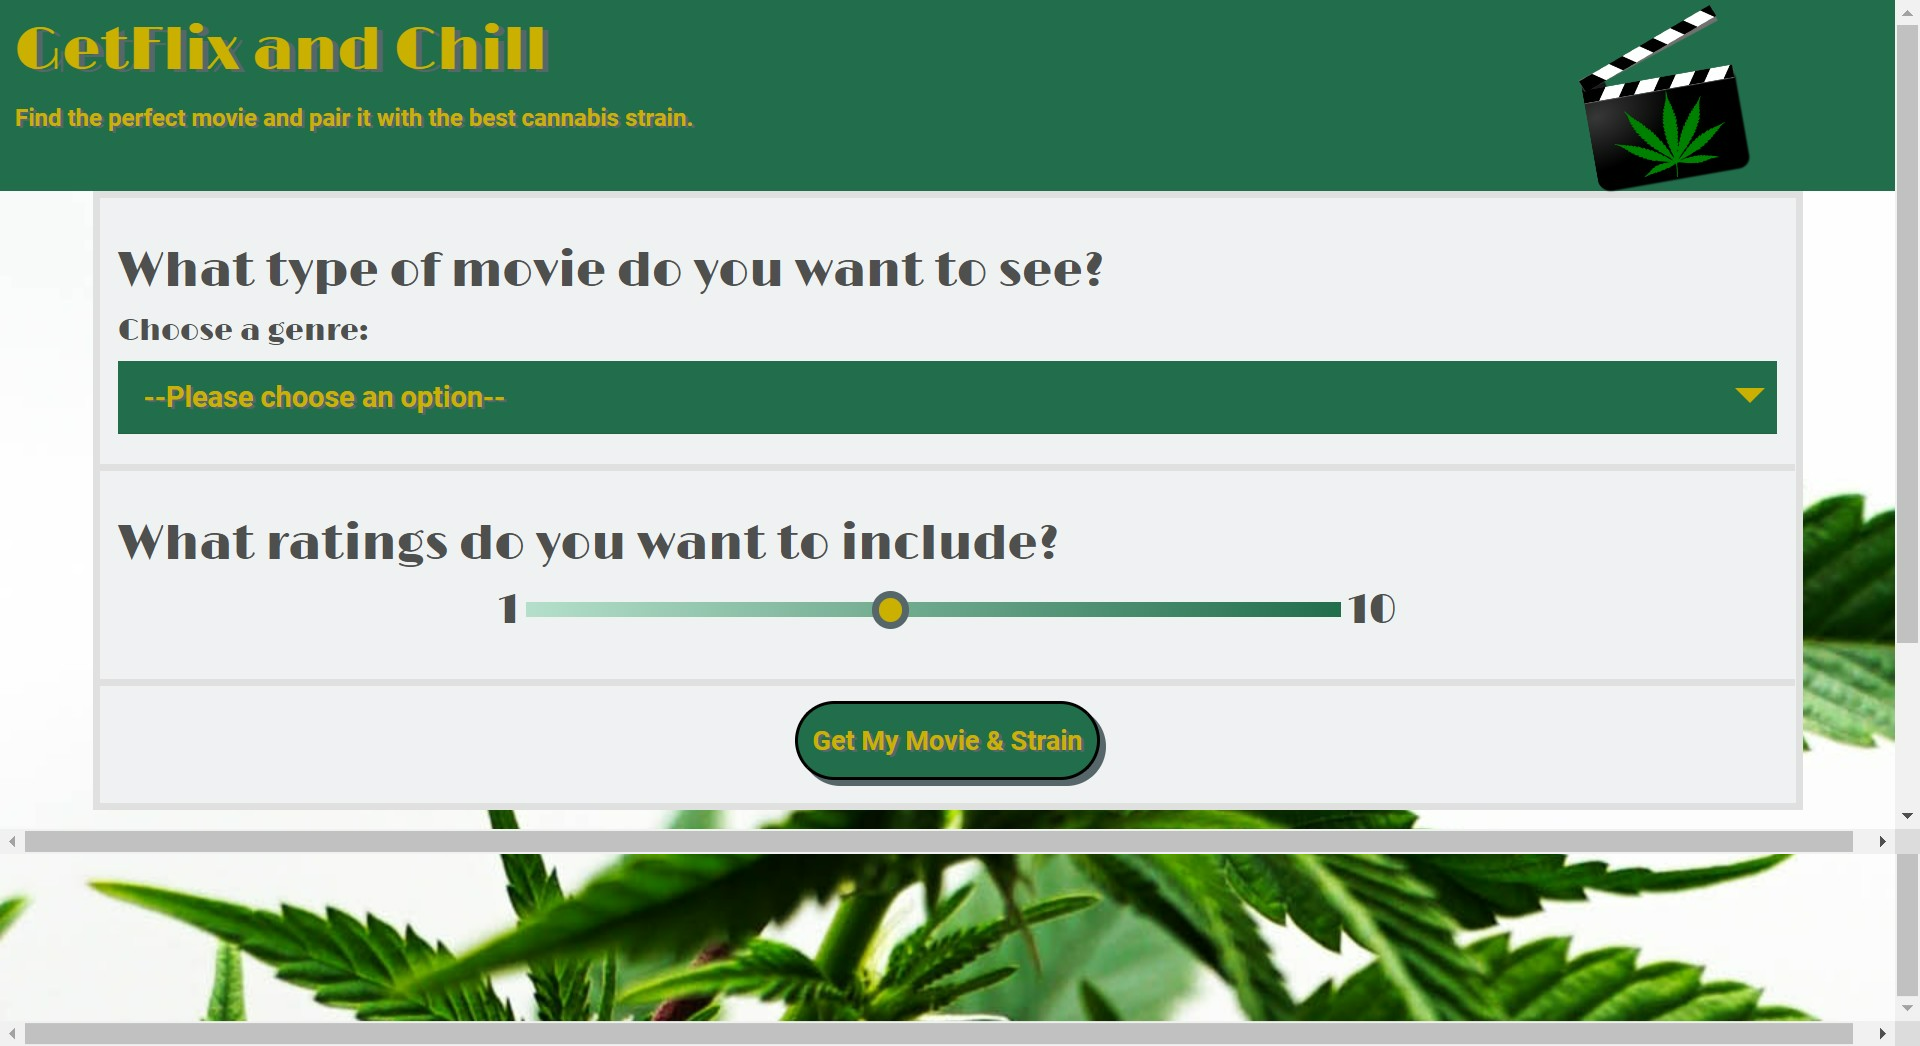 GetFlix and Chill
Find the perfect movie and pair it with the best cannabis strain.
What type of movie do you want to see?
Choose a genre:
--Please choose an option--
What ratings do you want to include?
1 10
Get My Movie & Strain